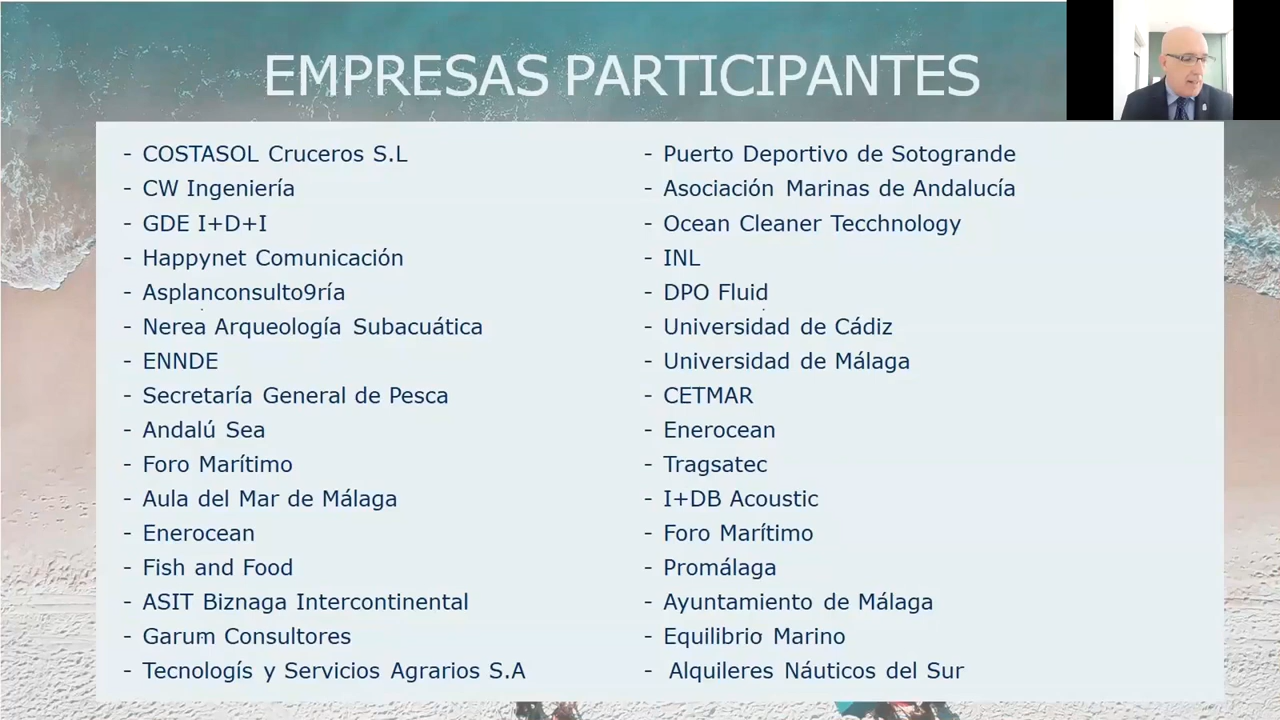 EMPRESAS PARTICIPANTES
- COSTASOL Cruceros S.L
- CW Ingeniería
- GDE I+D+I
- Happynet Comunicación
- Asplanconsulto9ría
- Nerea Arqueología Subacuática
- ENNDE
- Secretaría General de Pesca
- Andalú Sea
- Foro Marítimo
- Aula del Mar de Málaga
- Enerocean
- Fish and Food
- ASIT Biznaga Intercontinental
- Garum Consultores
- Tecnologís y Servicios Agrarios S.A
- Puerto Deportivo de Sotogrande
- Asociación Marinas de Andalucía
- Ocean Cleaner Tecchnology
- INL
- DPO Fluid
- Universidad de Cádiz
- Universidad de Málaga
- CETMAR
- Enerocean
- Tragsatec
- I+DB Acoustic
- Foro Marítimo
- Promálaga
- Ayuntamiento de Málaga
- Equilibrio Marino
- Alquileres Náuticos del Sur